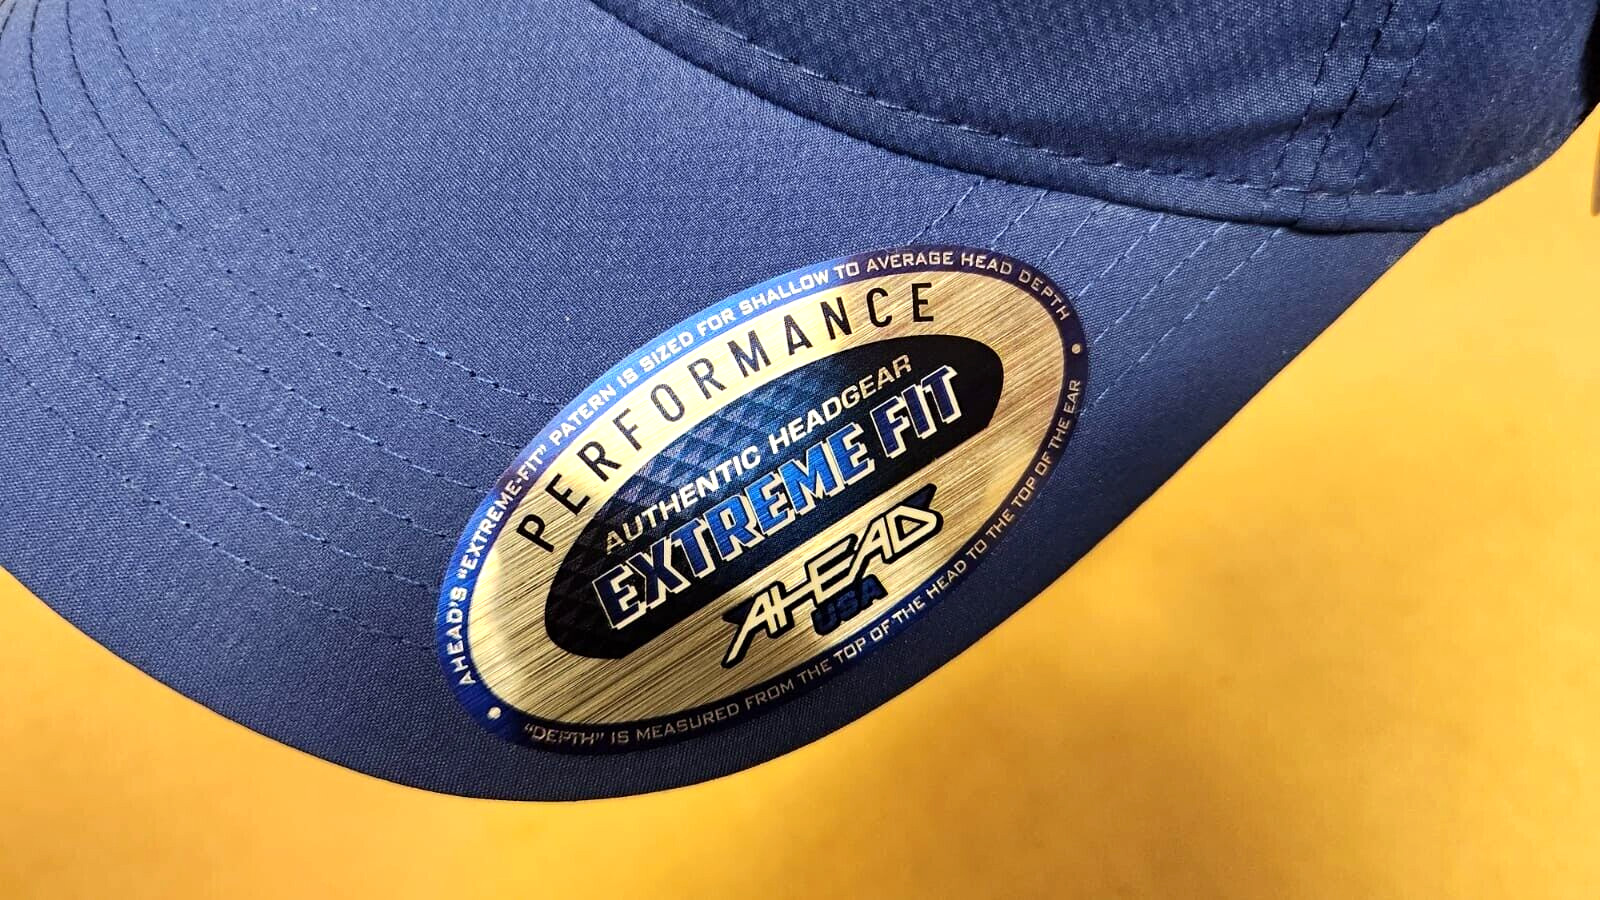 AHEAD'S "EXTREME-FIT" PATERN IS SIZED FOR SHALLOW TO AVERAGE HEAD DEPTH
PERFORMANCE
AUTHENTIC HEADGEAR
EXTREME FIT
AHEAD
USA
"DEPTH" IS MEASURED FROM THE TOP OF THE HEAD TO THE TOP OF THE EAR